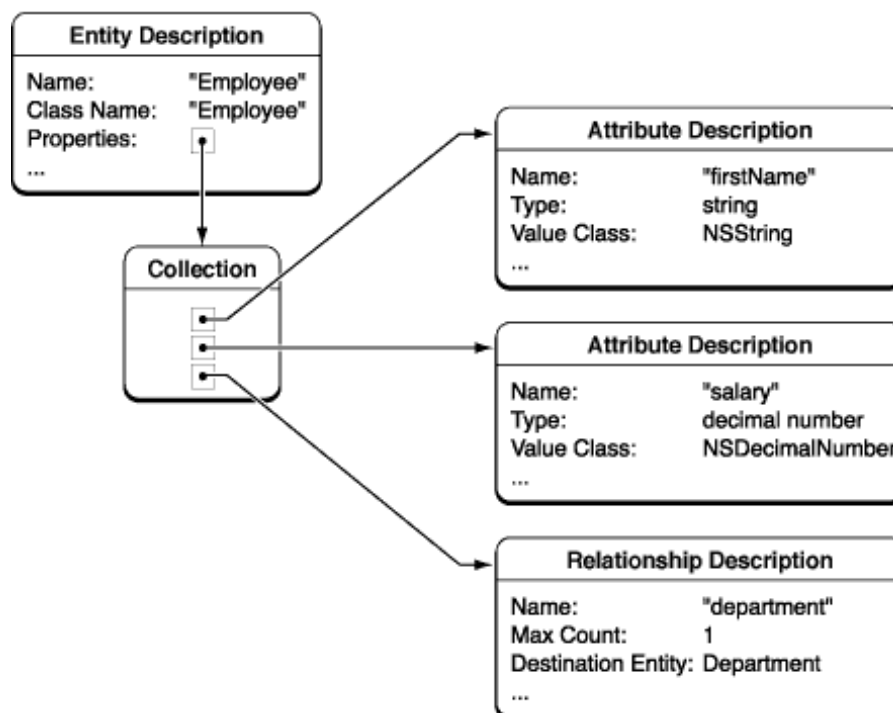 Entity Description
Name: "Employee"
Class Name: "Employee"
Properties:
...
Collection
Attribute Description
Name: "firstName"
Type: string
Value Class: NSString
...
Attribute Description
Name: "salary"
Type: decimal number
Value Class: NSDecimalNumber
...
Relationship Description
Name: "department"
Max Count: 1
Destination Entity: Department
...